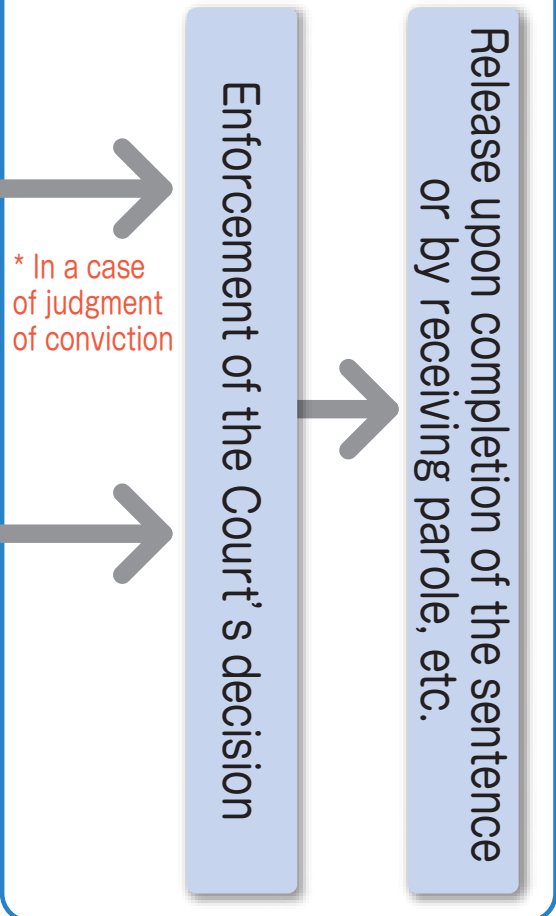 * In a case
of judgment
of conviction
Enforcement of the Court's decision
Release upon completion of the sentence
or by receiving parole, etc.